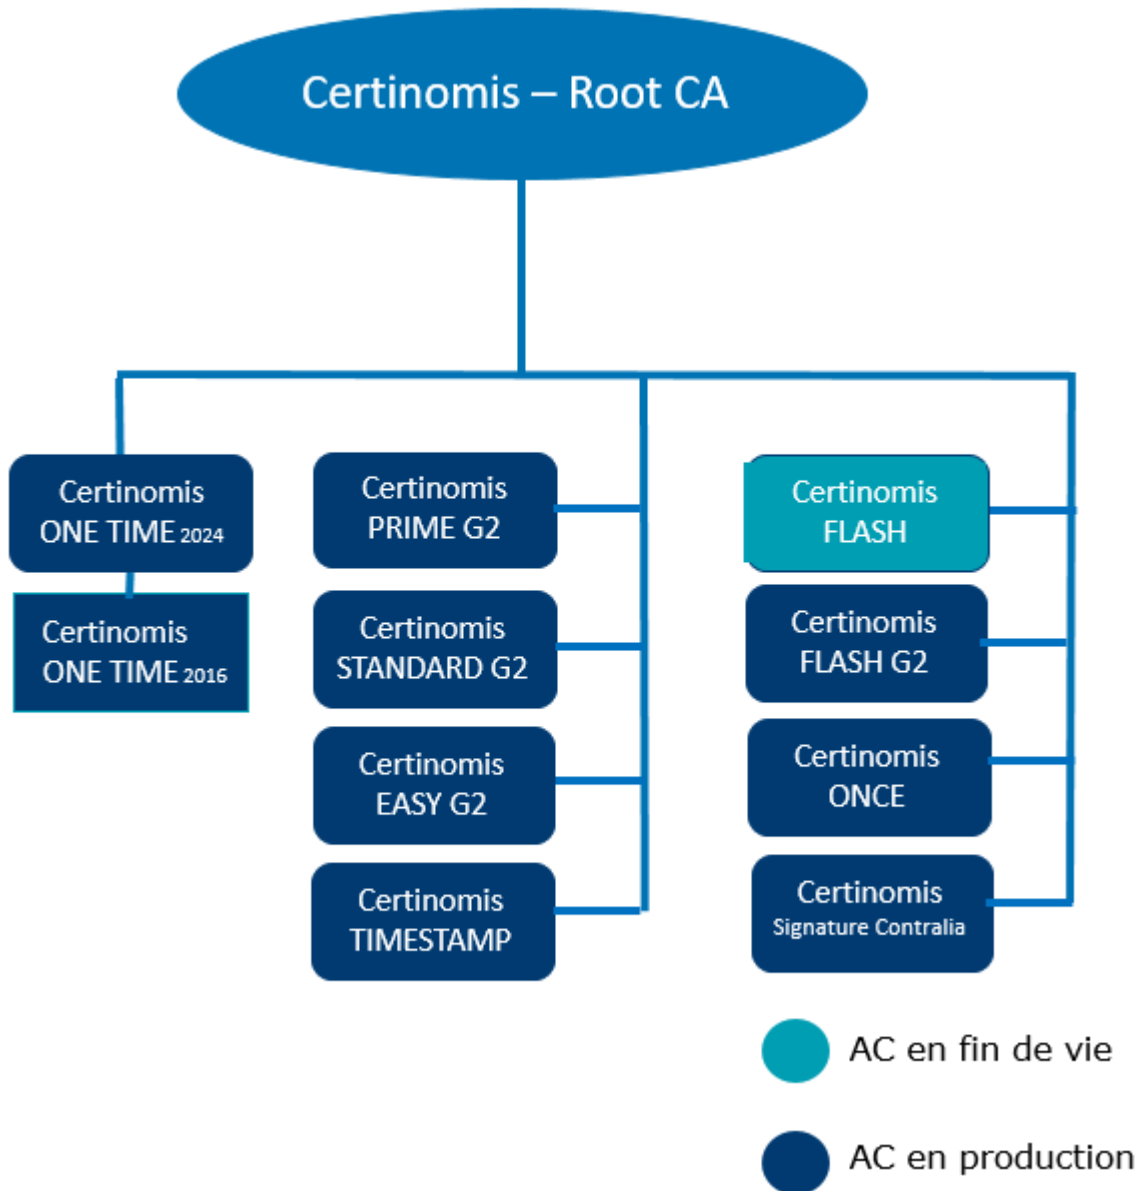 Certinomis – Root CA
Certinomis
ONE TIME 2024
Certinomis
ONE TIME 2016
Certinomis
PRIME G2
Certinomis
STANDARD G2
Certinomis
EASY G2
Certinomis
TIMESTAMP
Certinomis
FLASH
Certinomis
FLASH G2
Certinomis
ONCE
Certinomis
Signature Contralia
AC en fin de vie
AC en production